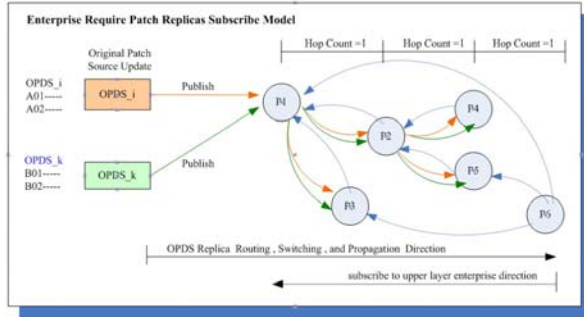 Enterprise Require Patch Replicas Subscribe Model
Hop Count =1
Hop Count =1
Hop Count =1
Original Patch
Source Update
OPDS_i
A01-----
A02-----
OPDS_i
Publish
P1
P4
P2
OPDS_k
B01-----
B02-----
OPDS_k
Publish
P5
P3
P6
OPDS Replica Routing , Switching , and Propagation Direction
subscribe to upper layer enterprise direction